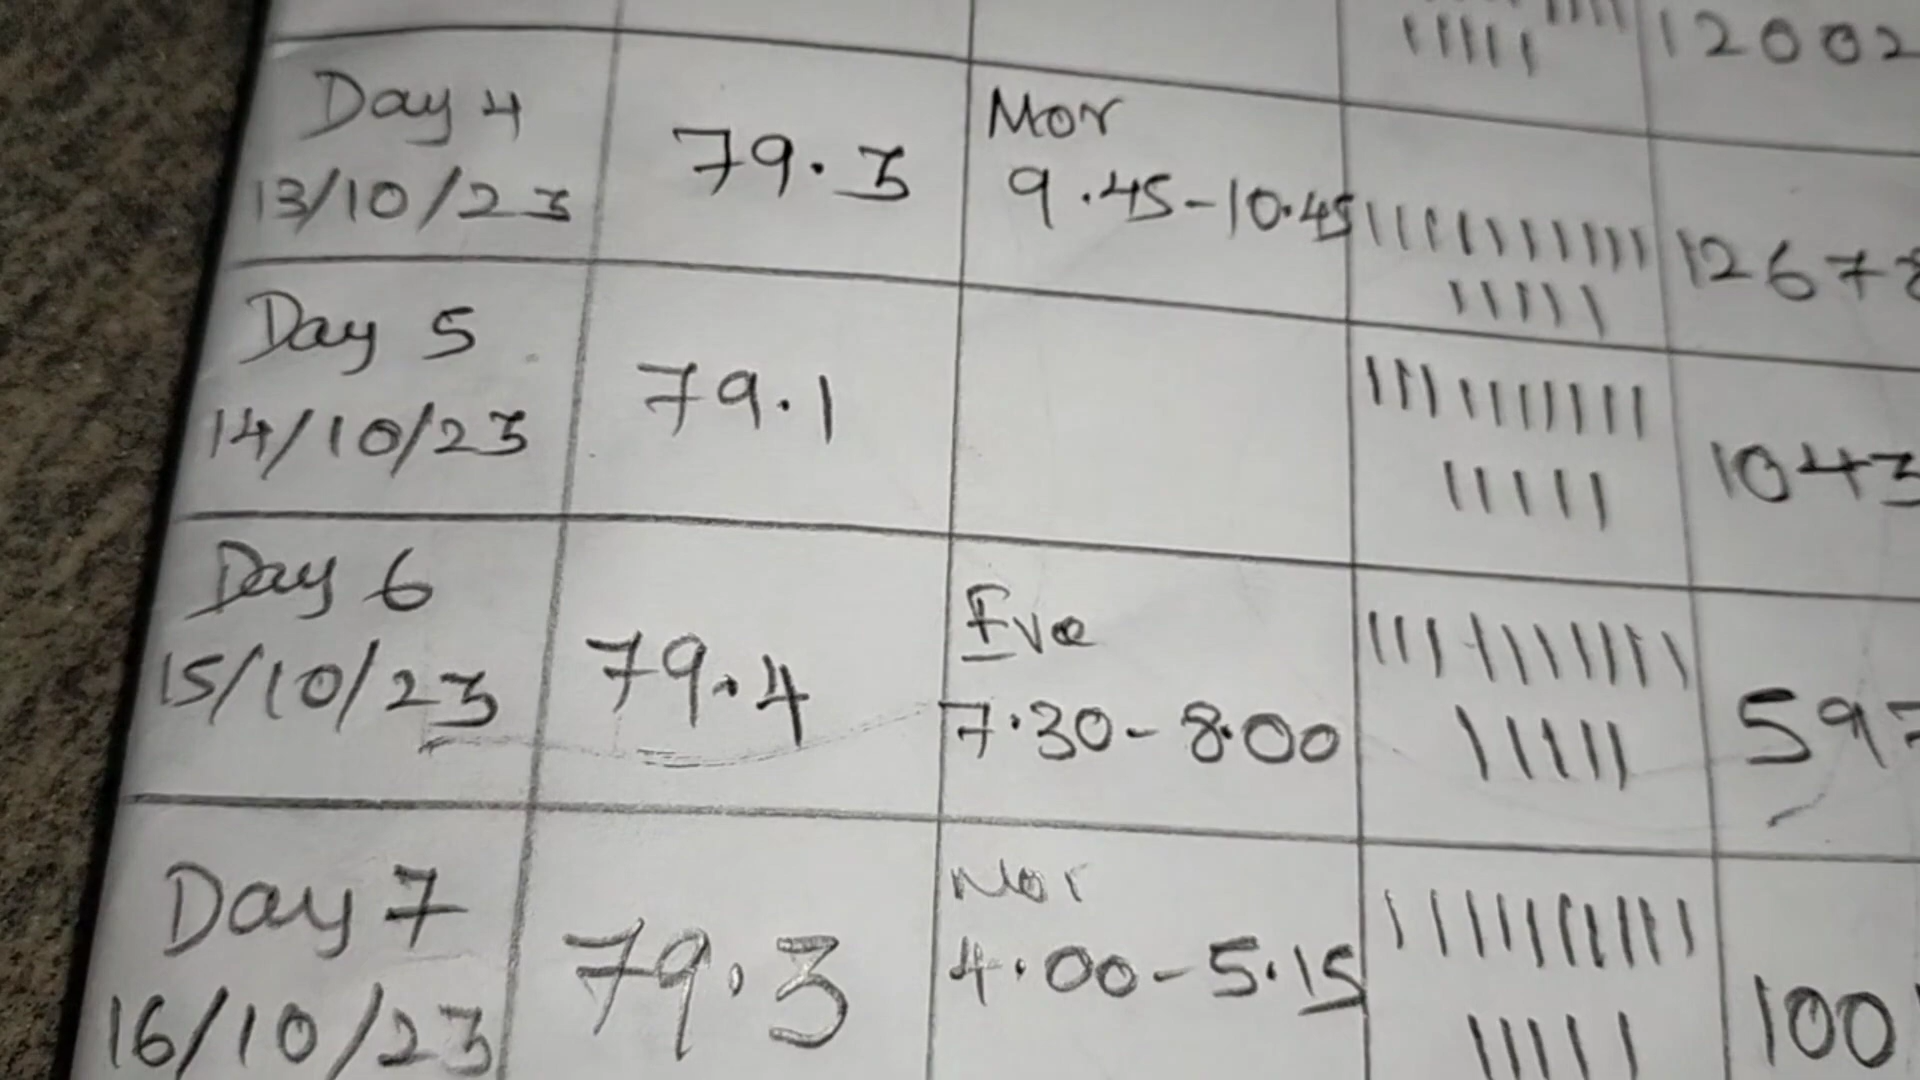 12002
Day 4
13/10/23
79.3
Mor
9.45-10.45
12678
Day 5
14/10/23
79.1
1043
Day 6
15/10/23
79.4
Eve
7.30-8.00
597
Day 7
16/10/23
79.3
Mor
4.00-5.15
100